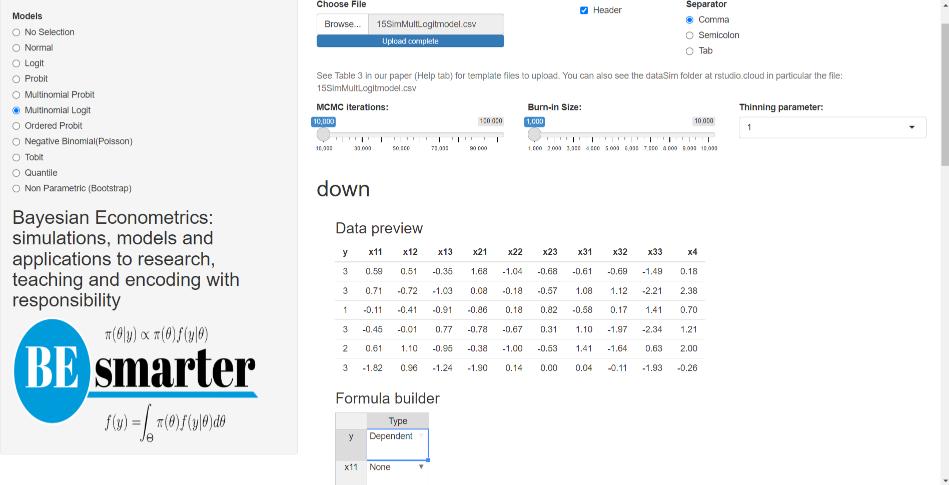 Models
No Selection
Normal
Logit
Probit
Multinomial Probit
Multinomial Logit
Ordered Probit
Negative Binomial(Poisson)
Tobit
Quantile
Non Parametric (Bootstrap)
Bayesian Econometrics:
simulations, models and
applications to research,
teaching and encoding with
responsibility
π(θ|y) ∝ π(θ)f(y|θ)
BE smarter
f(y) = ∫Θ π(θ)f(y|θ)dθ
Choose File
Browse... 15SimMultLogitmodel.csv
Upload complete
Header
Separator
Comma
Semicolon
Tab
See Table 3 in our paper (Help tab) for template files to upload. You can also see the dataSim folder at rstudio.cloud in particular the file:
15SimMultLogitmodel.csv
MCMC iterations:
10,000 100,000
10,000 30,000 50,000 70,000 90,000
Burn-in Size:
1,000 10,000
1,000 2,000 3,000 4,000 5,000 6,000 7,000 8,000 9,000 10,000
Thinning parameter:
1
down
Data preview
y x11 x12 x13 x21 x22 x23 x31 x32 x33 x4
3 0.59 0.51 -0.35 1.68 -1.04 -0.68 -0.61 -0.69 -1.49 0.18
3 0.71 -0.72 -1.03 0.08 -0.18 -0.57 1.08 1.12 -2.21 2.38
1 -0.11 -0.41 -0.91 -0.86 0.18 0.82 -0.58 0.17 1.41 0.70
3 -0.45 -0.01 0.77 -0.78 -0.67 0.31 1.10 -1.97 -2.34 1.21
2 0.61 1.10 -0.95 -0.38 -1.00 -0.53 1.41 -1.64 0.63 2.00
3 -1.82 0.96 -1.24 -1.90 0.14 0.00 0.04 -0.11 -1.93 -0.26
Formula builder
Type
y Dependent
x11 None